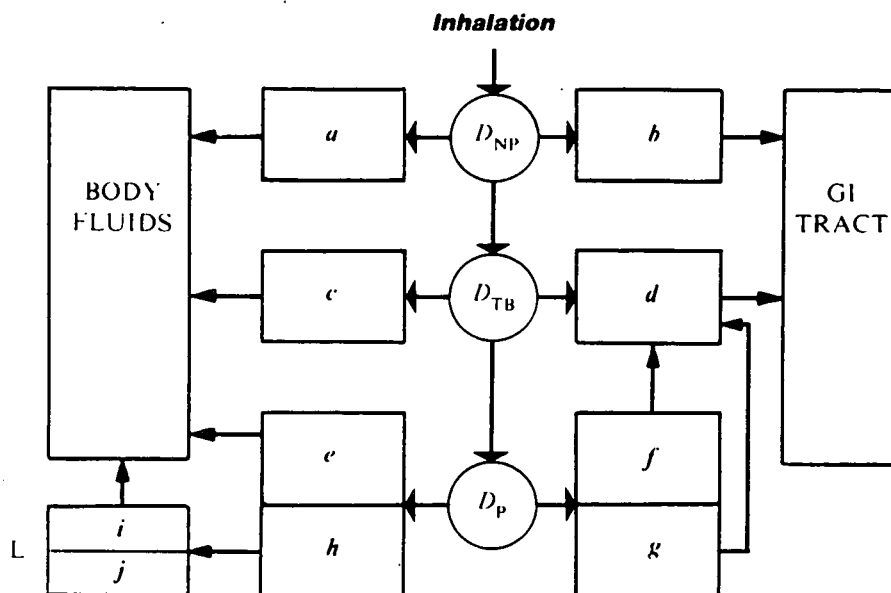 Inhalation
a
D_NP
b
BODY
FLUIDS
GI
TRACT
c
D_TB
d
e
D_P
f
L
i
j
h
g